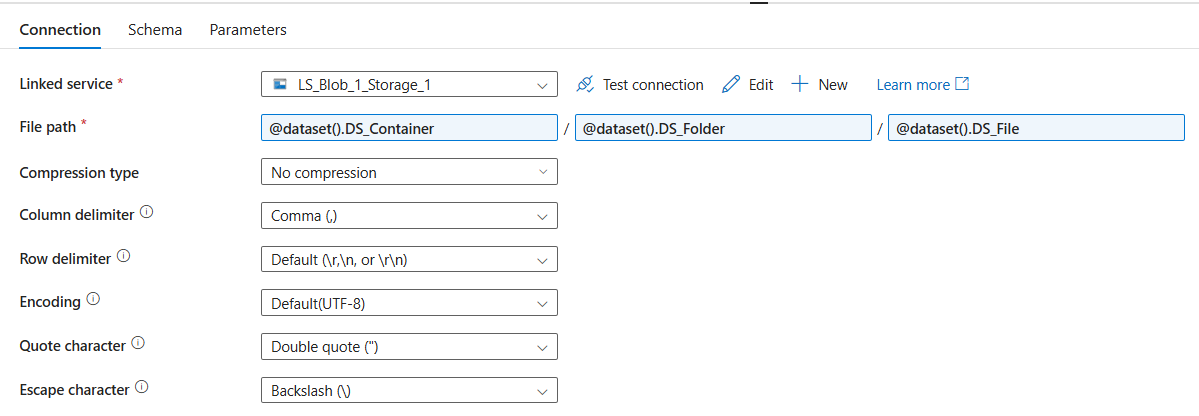 Connection Schema Parameters
Linked service * LS_Blob_1_Storage_1 Test connection Edit New Learn more
File path * @dataset().DS_Container / @dataset().DS_Folder / @dataset().DS_File
Compression type No compression
Column delimiter Comma (,)
Row delimiter Default (\r,\n, or \r\n)
Encoding Default(UTF-8)
Quote character Double quote (")
Escape character Backslash (\)